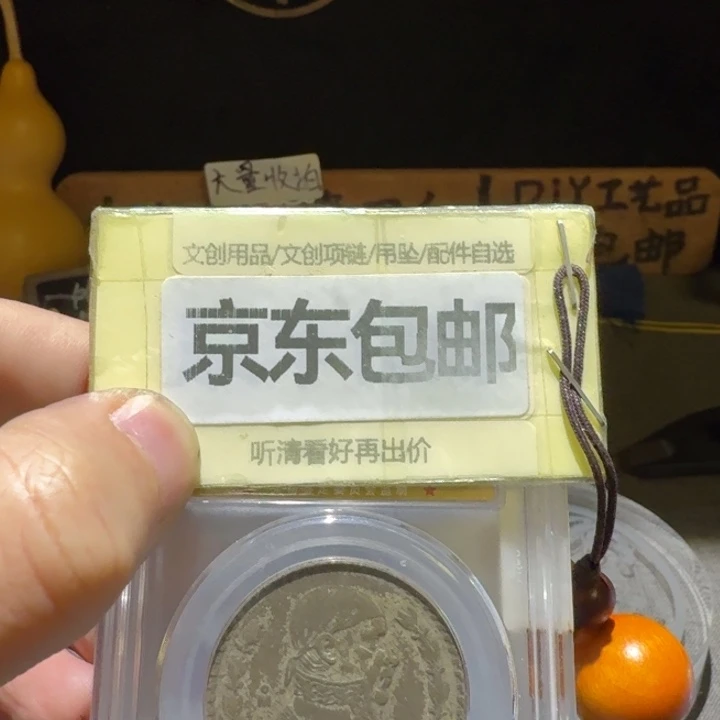 大量收拍
DiY工艺品
包邮
文创用品/文创项链/吊坠/配件自选
京东包邮
听清看好再出价